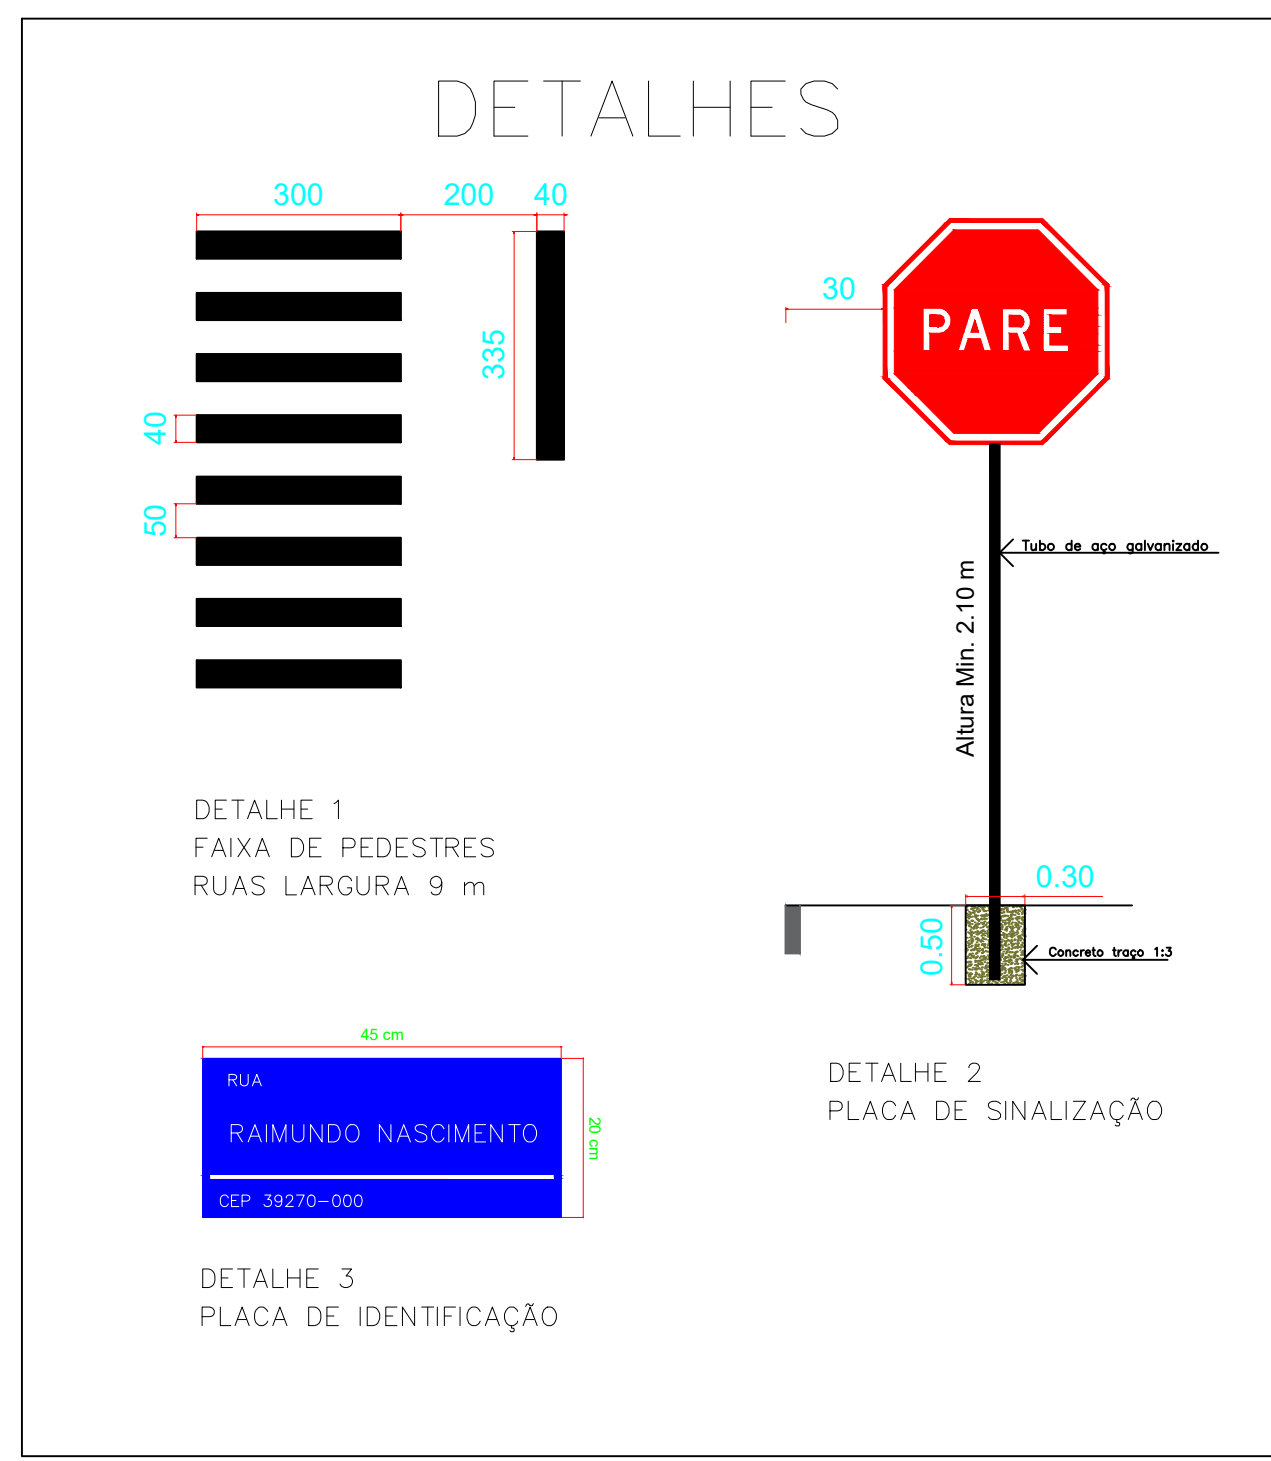 DETALHES
300
200
40
335
40
50
DETALHE 1
FAIXA DE PEDESTRES
RUAS LARGURA 9 m
30
PARE
Tubo de aço galvanizado
Altura Min. 2.10 m
0.30
0.50
Concreto traço 1:3
DETALHE 2
PLACA DE SINALIZAÇÃO
45 cm
20 cm
RUA
RAIMUNDO NASCIMENTO
CEP 39270-000
DETALHE 3
PLACA DE IDENTIFICAÇÃO